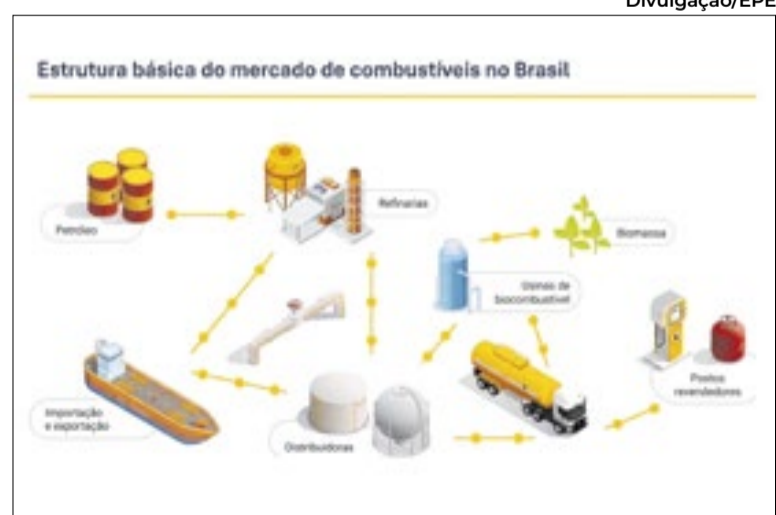 Divulgação/EPE
Estrutura básica do mercado de combustíveis no Brasil
Petróleo
Refinarias
Biomassa
Usinas de
biocombustível
Postos
revendedores
Importação
e exportação
Distribuidoras